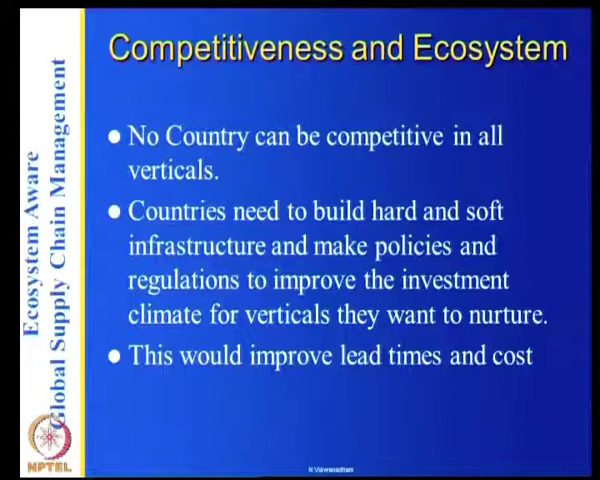 Competitiveness and Ecosystem
No Country can be competitive in all
verticals.
Countries need to build hard and soft
infrastructure and make policies and
regulations to improve the investment
climate for verticals they want to nurture.
This would improve lead times and cost
Ecosystem Aware
Global Supply Chain Management
NPTEL
N.Viswanadham